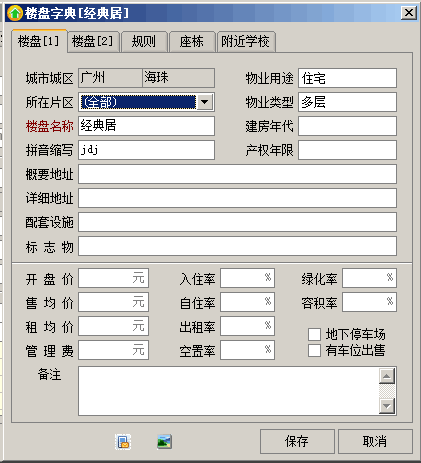 楼盘字典[经典居]
楼盘[1] 楼盘[2] 规则 座栋 附近学校
城市城区 广州 海珠 物业用途 住宅
所在片区 (全部) 物业类型 多层
楼盘名称 经典居 建房年代
拼音缩写 jdj 产权年限
概要地址
详细地址
配套设施
标志物
开盘价 元 入住率 % 绿化率 %
售均价 元 自住率 % 容积率 %
租均价 元 出租率 % 地下停车场
管理费 元 空置率 % 有车位出售
备注
保存 取消